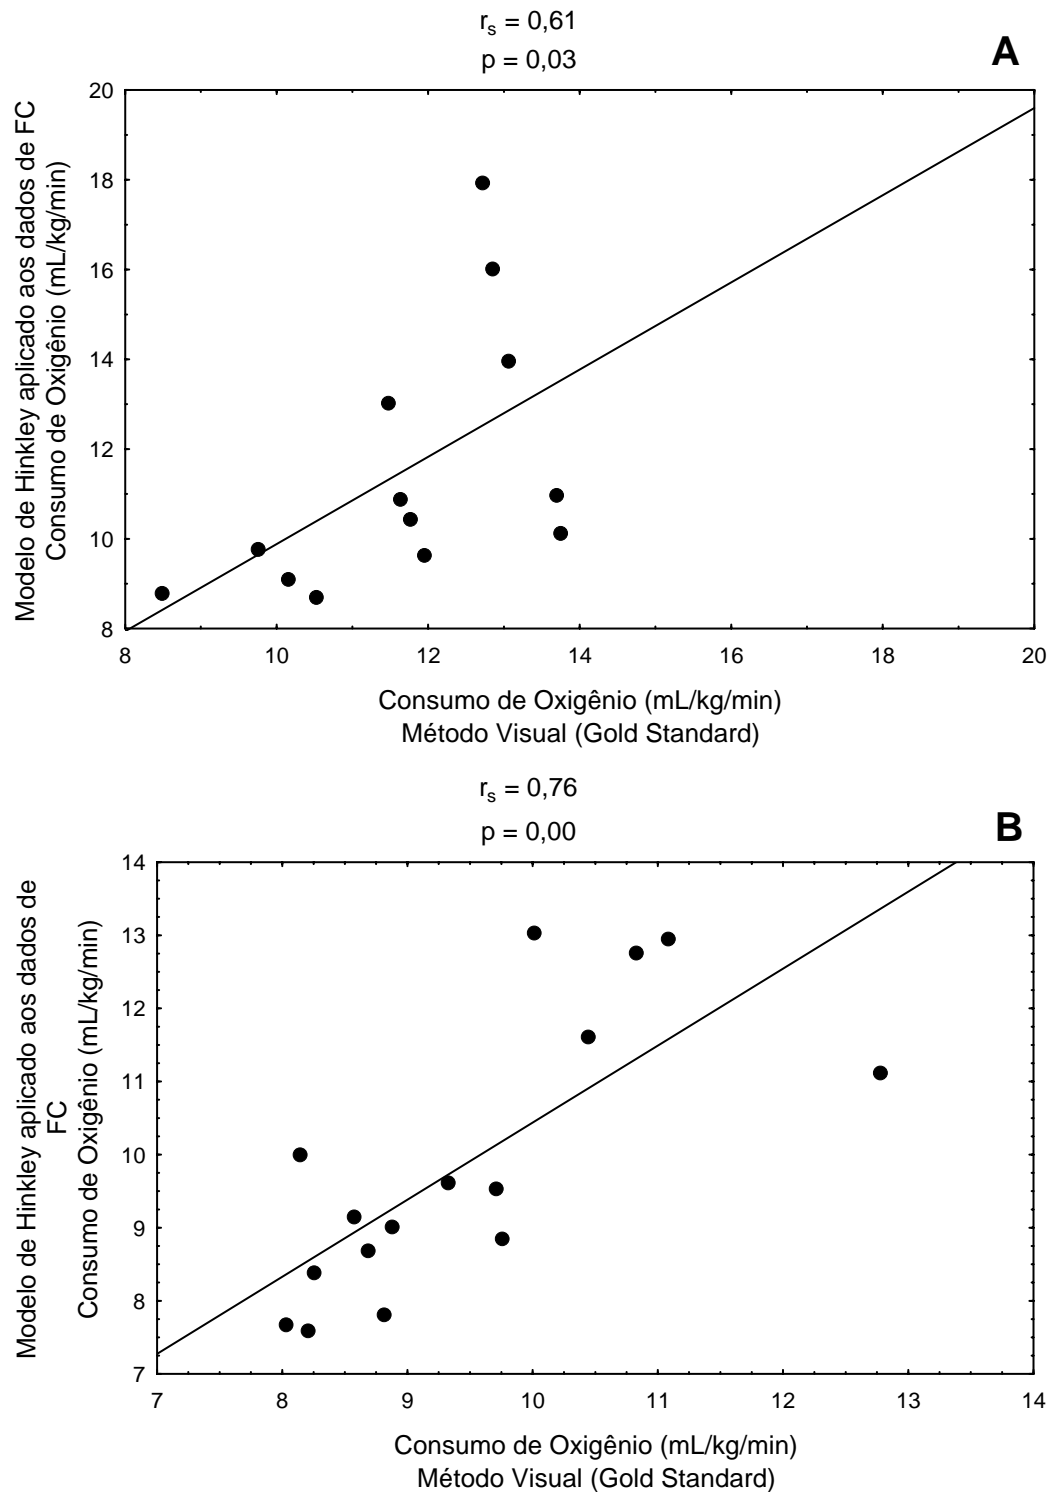 r_s = 0,61
p = 0,03
A
Modelo de Hinkley aplicado aos dados de FC
Consumo de Oxigênio (mL/kg/min)
20
18
16
14
12
10
8
8 10 12 14 16 18 20
Consumo de Oxigênio (mL/kg/min)
Método Visual (Gold Standard)
r_s = 0,76
p = 0,00
B
Modelo de Hinkley aplicado aos dados de
FC
Consumo de Oxigênio (mL/kg/min)
14
13
12
11
10
9
8
7
7 8 9 10 11 12 13 14
Consumo de Oxigênio (mL/kg/min)
Método Visual (Gold Standard)